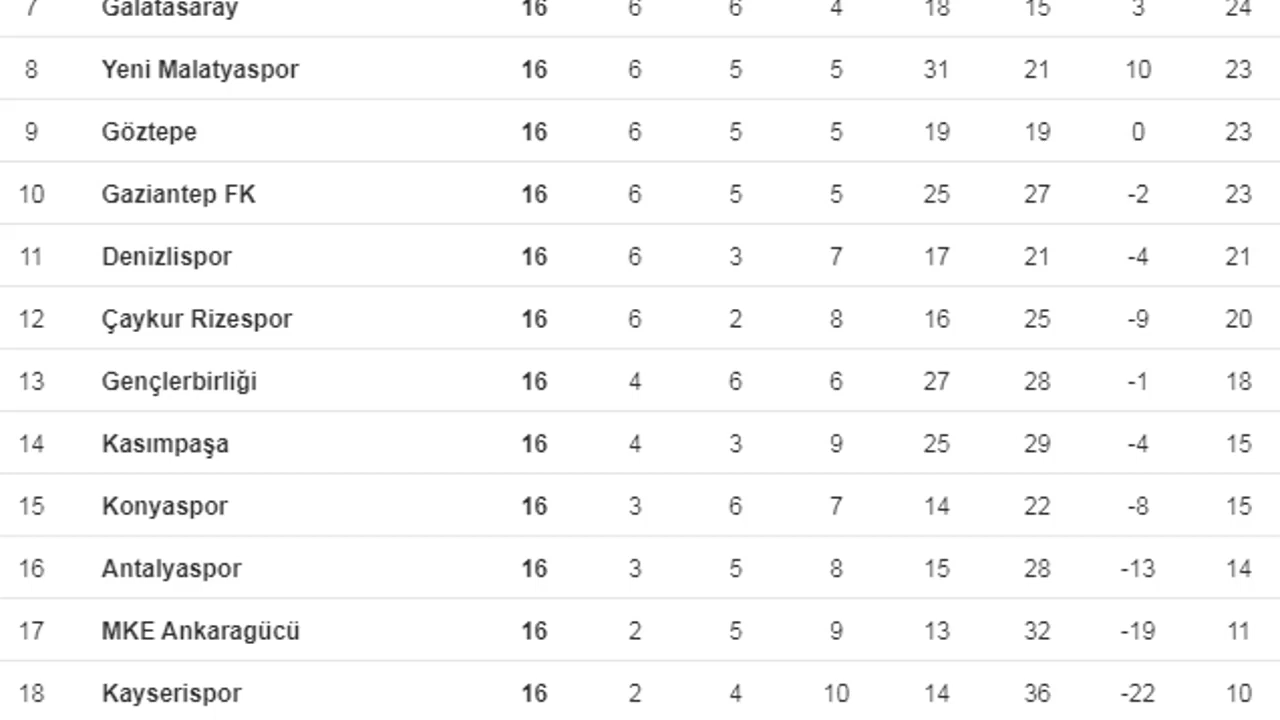 7 Galatasaray 16 6 6 4 18 15 3 24
8 Yeni Malatyaspor 16 6 5 5 31 21 10 23
9 Göztepe 16 6 5 5 19 19 0 23
10 Gaziantep FK 16 6 5 5 25 27 -2 23
11 Denizlispor 16 6 3 7 17 21 -4 21
12 Çaykur Rizespor 16 6 2 8 16 25 -9 20
13 Gençlerbirliği 16 4 6 6 27 28 -1 18
14 Kasımpaşa 16 4 3 9 25 29 -4 15
15 Konyaspor 16 3 6 7 14 22 -8 15
16 Antalyaspor 16 3 5 8 15 28 -13 14
17 MKE Ankaragücü 16 2 5 9 13 32 -19 11
18 Kayserispor 16 2 4 10 14 36 -22 10